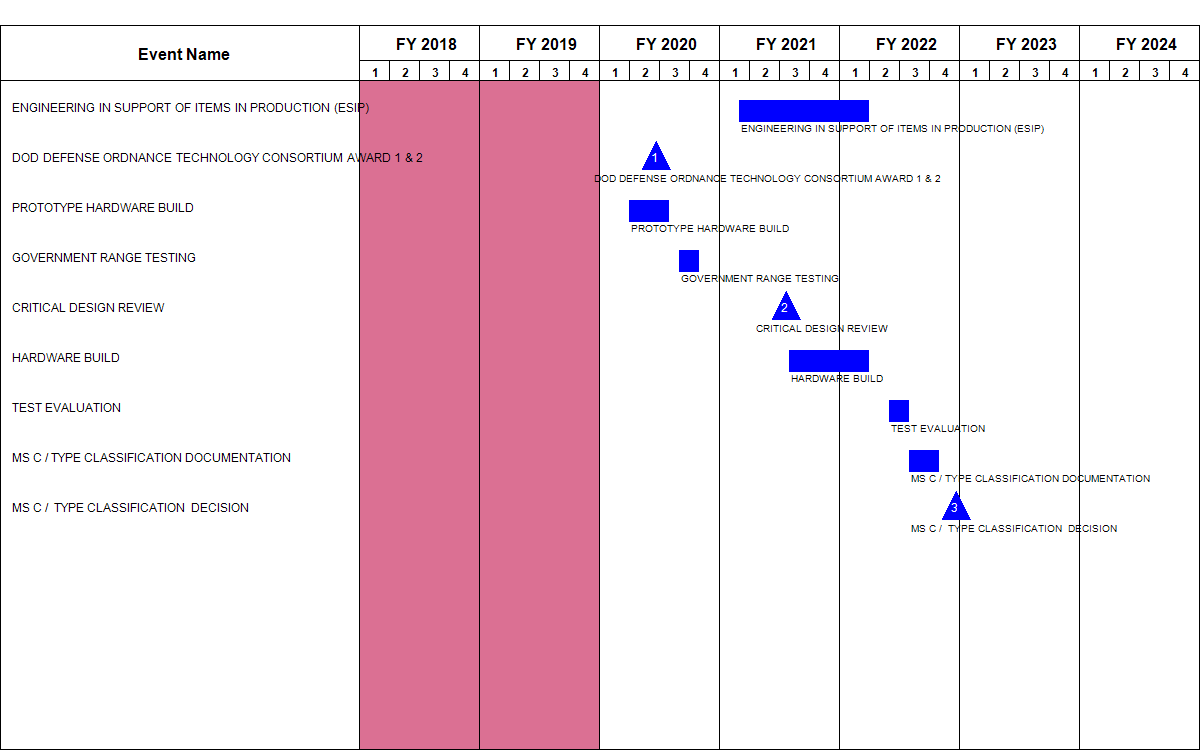 Event Name FY 2018 FY 2019 FY 2020 FY 2021 FY 2022 FY 2023 FY 2024
1 2 3 4 1 2 3 4 1 2 3 4 1 2 3 4 1 2 3 4 1 2 3 4 1 2 3 4
ENGINEERING IN SUPPORT OF ITEMS IN PRODUCTION (ESIP)
ENGINEERING IN SUPPORT OF ITEMS IN PRODUCTION (ESIP)
DOD DEFENSE ORDNANCE TECHNOLOGY CONSORTIUM AWARD 1 & 2 1
DOD DEFENSE ORDNANCE TECHNOLOGY CONSORTIUM AWARD 1 & 2
PROTOTYPE HARDWARE BUILD
PROTOTYPE HARDWARE BUILD
GOVERNMENT RANGE TESTING
GOVERNMENT RANGE TESTING
CRITICAL DESIGN REVIEW 2
CRITICAL DESIGN REVIEW
HARDWARE BUILD
HARDWARE BUILD
TEST EVALUATION
TEST EVALUATION
MS C / TYPE CLASSIFICATION DOCUMENTATION
MS C / TYPE CLASSIFICATION DOCUMENTATION
MS C /  TYPE CLASSIFICATION  DECISION 3
MS C /  TYPE CLASSIFICATION  DECISION